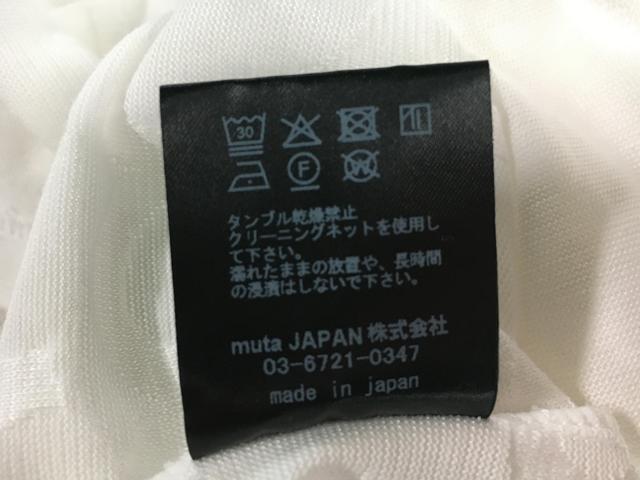 30
F
W
タンブル乾燥禁止
クリーニングネットを使用し
て下さい。
濡れたままの放置や、長時間
の浸漬はしないで下さい。
muta JAPAN 株式会社
03-6721-0347
made in japan